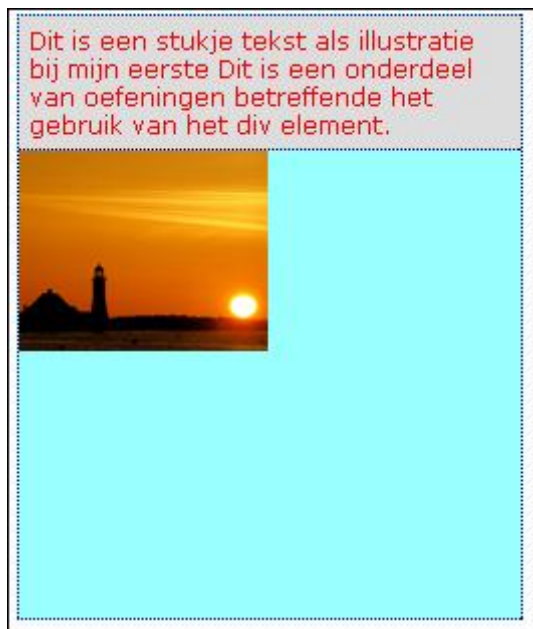 Dit is een stukje tekst als illustratie
bij mijn eerste Dit is een onderdeel
van oefeningen betreffende het
gebruik van het div element.